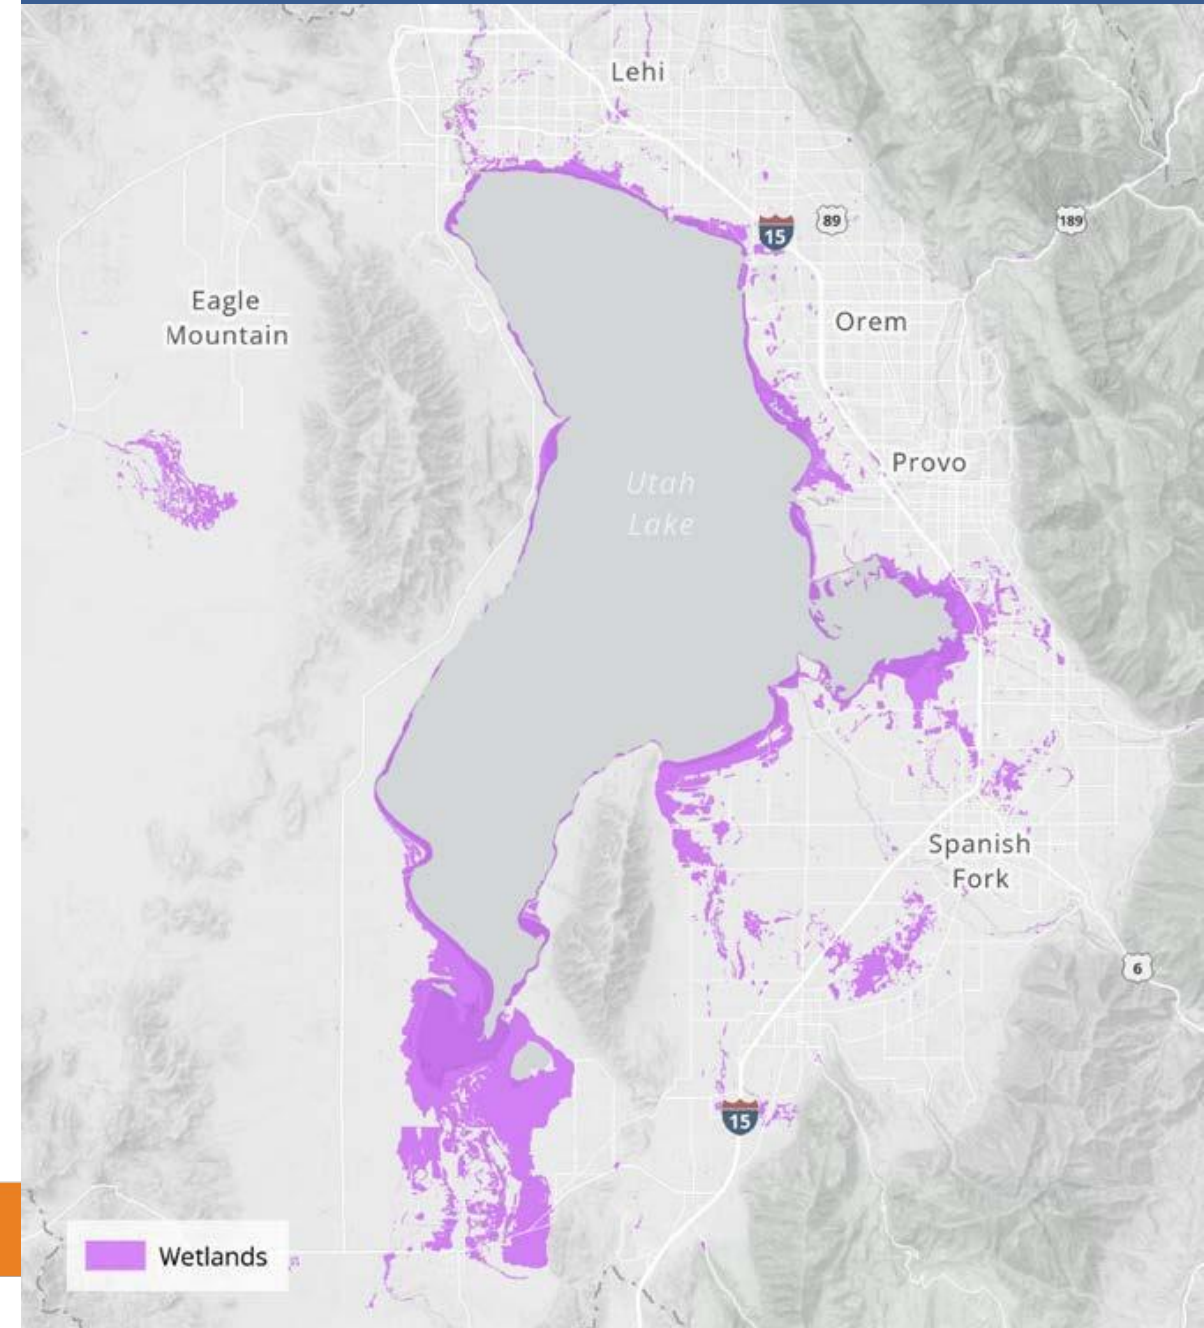 Lehi
15
89
189
Eagle
Mountain
Orem
Provo
Utah
Lake
Spanish
Fork
6
15
Wetlands